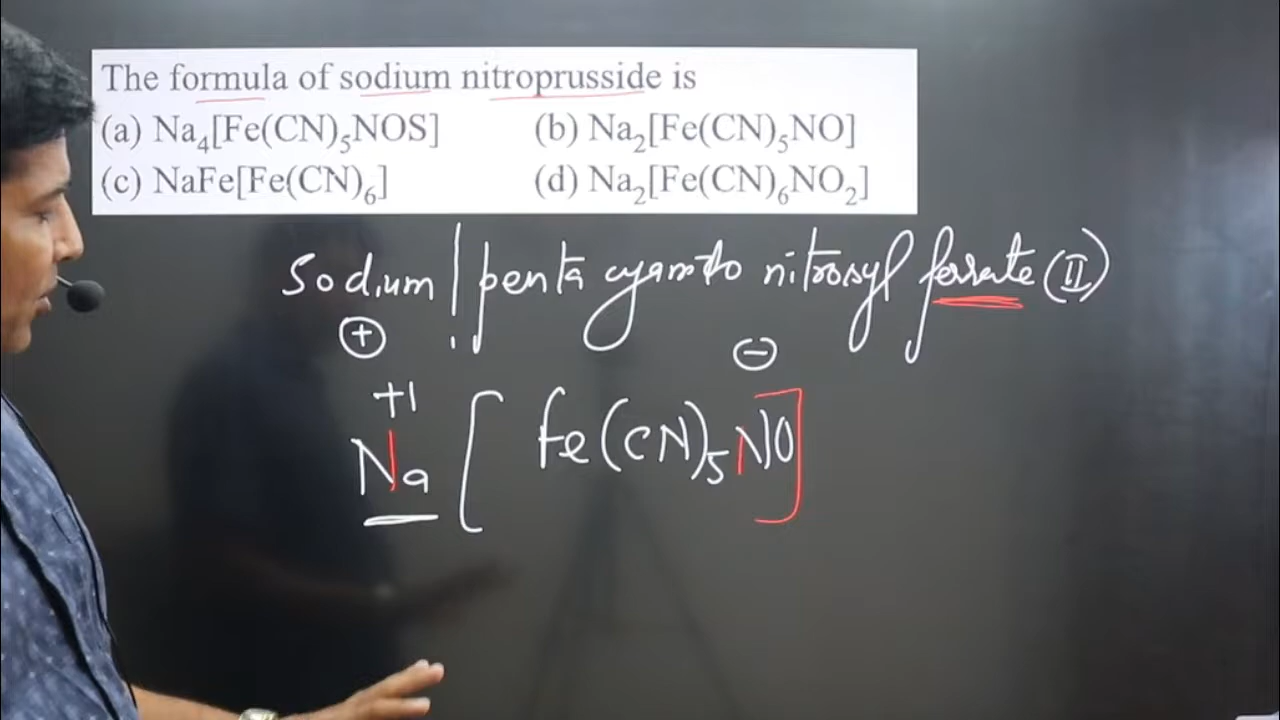 The formula of sodium nitroprusside is
(a) Na₄[Fe(CN)₅NOS] (b) Na₂[Fe(CN)₅NO]
(c) NaFe[Fe(CN)₆] (d) Na₂[Fe(CN)₆NO₂]
Sodium | penta cyanto nitrosyl ferrate (II)
+ −
+1
Na [ Fe(CN)₅NO]